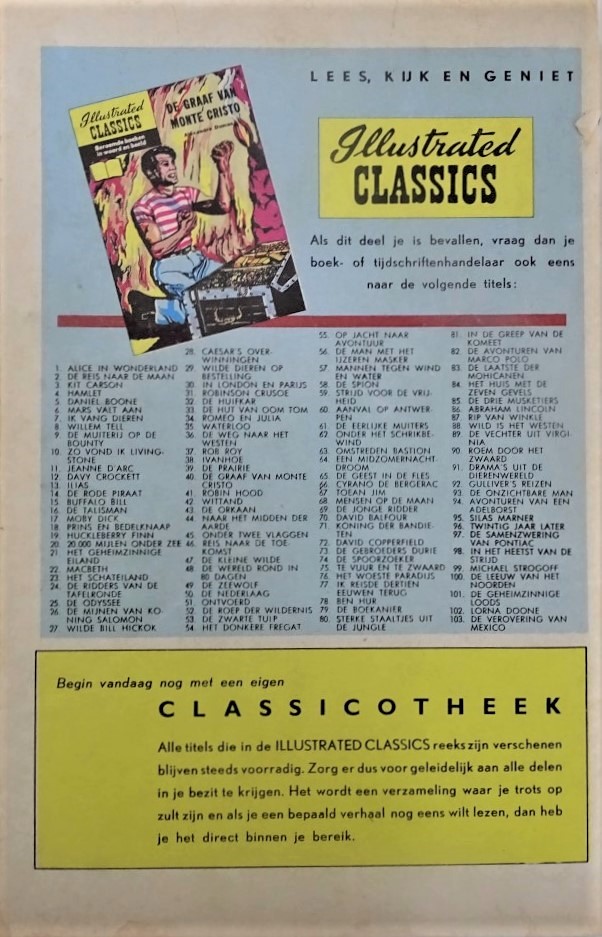 LEES, KIJK EN GENIET
Illustrated
CLASSICS
Beroemde boeken
in woord en beeld
DE GRAAF VAN
MONTE CRISTO
Illustrated
CLASSICS
Als dit deel je is bevallen, vraag dan je
boek- of tijdschriftenhandelaar ook eens
naar de volgende titels:
1. ALICE IN WONDERLAND
2. DE REIS NAAR DE MAAN
3. KIT CARSON
4. HAMLET
5. DANIEL BOONE
6. MARS VALT AAN
7. IK VANG DIEREN
8. WILLEM TELL
9. DE MUITERIJ OP DE
BOUNTY
10. ZO VOND IK LIVING-
STONE
11. JEANNE D'ARC
12. DAVY CROCKETT
13. ILIAS
14. DE RODE PIRAAT
15. BUFFALO BILL
16. DE TALISMAN
17. MOBY DICK
18. PRINS EN BEDELKNAAP
19. HUCKLEBERRY FINN
20. 20.000 MIJLEN ONDER ZEE
21. HET GEHEIMZINNIGE
EILAND
22. MACBETH
23. HET SCHATEILAND
24. DE RIDDERS VAN DE
TAFELRONDE
25. DE ODYSSEE
26. DE MIJNEN VAN KO-
NING SALOMON
27. WILDE BILL HICKOK
28. CAESAR'S OVER-
WINNINGEN
29. WILDE DIEREN OP
BESTELLING
30. IN LONDEN EN PARIJS
31. ROBINSON CRUSOE
32. DE HUIFKAR
33. DE HUT VAN OOM TOM
34. ROMEO EN JULIA
35. WATERLOO
36. DE WEG NAAR HET
WESTEN
37. ROB ROY
38. IVANHOE
39. DE PRAIRIE
40. DE GRAAF VAN MONTE
CRISTO
41. ROBIN HOOD
42. WITTAND
43. DE ORKAAN
44. NAAR HET MIDDEN DER
AARDE
45. ONDER TWEE VLAGGEN
46. REIS NAAR DE TOE-
KOMST
47. DE KLEINE WILDE
48. DE WERELD ROND IN
80 DAGEN
49. DE ZEEWOLF
50. DE NEDERLAAG
51. ONTVOERD
52. DE ROEP DER WILDERNIS
53. DE ZWARTE TULP
54. HET DONKERE FREGAT
55. OP JACHT NAAR
AVONTUUR
56. DE MAN MET HET
IJZEREN MASKER
57. MANNEN TEGEN WIND
EN WATER
58. DE SPION
59. STRIJD VOOR DE VRIJ-
HEID
60. AANVAL OP ANTWER-
PEN
61. DE EERLIJKE MUITERS
62. ONDER HET SCHRIKBE-
WIND
63. OMSTREDEN BASTION
64. EEN MIDZOMERNACHT-
DROOM
65. DE GEEST IN DE FLES
66. CYRANO DE BERGERAC
67. TOEAN JIM
68. MENSEN OP DE MAAN
69. DE JONGE RIDDER
70. DAVID BALFOUR
71. KONING DER BANDIE-
TEN
72. DAVID COPPERFIELD
73. DE GEBROEDERS DURIE
74. DE SPOORZOEKER
75. TE VUUR EN TE ZWAARD
76. HET WOESTE PARADIJS
77. IK REISDE DERTIEN
EEUWEN TERUG
78. BEN HUR
79. DE BOEKANIER
80. STERKE STAALTJES UIT
DE JUNGLE
81. IN DE GREEP VAN DE
KOMEET
82. DE AVONTUREN VAN
MARCO POLO
83. DE LAATSTE DER
MOHICANEN
84. HET HUIS MET DE
ZEVEN GEVELS
85. DE DRIE MUSKETIERS
86. ABRAHAM LINCOLN
87. RIP VAN WINKLE
88. WILD IS HET WESTEN
89. DE VECHTER UIT VIRGI-
NIA
90. ROEM DOOR HET
ZWAARD
91. DRAMA'S UIT DE
DIERENWERELD
92. GULLIVER'S REIZEN
93. DE ONZICHTBARE MAN
94. AVONTUREN VAN EEN
ADELBORST
95. SILAS MARNER
96. TWINTIG JAAR LATER
97. DE SAMENZWERING
VAN PONTIAC
98. IN HET HEETST VAN DE
STRIJD
99. MICHAEL STROGOFF
100. DE LEEUW VAN HET
NOORDEN
101. DE GEHEIMZINNIGE
LOODS
102. LORNA DOONE
103. DE VEROVERING VAN
MEXICO
Begin vandaag nog met een eigen
CLASSICOTHEEK
Alle titels die in de ILLUSTRATED CLASSICS reeks zijn verschenen
blijven steeds voorradig. Zorg er dus voor geleidelijk aan alle delen
in je bezit te krijgen. Het wordt een verzameling waar je trots op
zult zijn en als je een bepaald verhaal nog eens wilt lezen, dan heb
je het direct binnen je bereik.